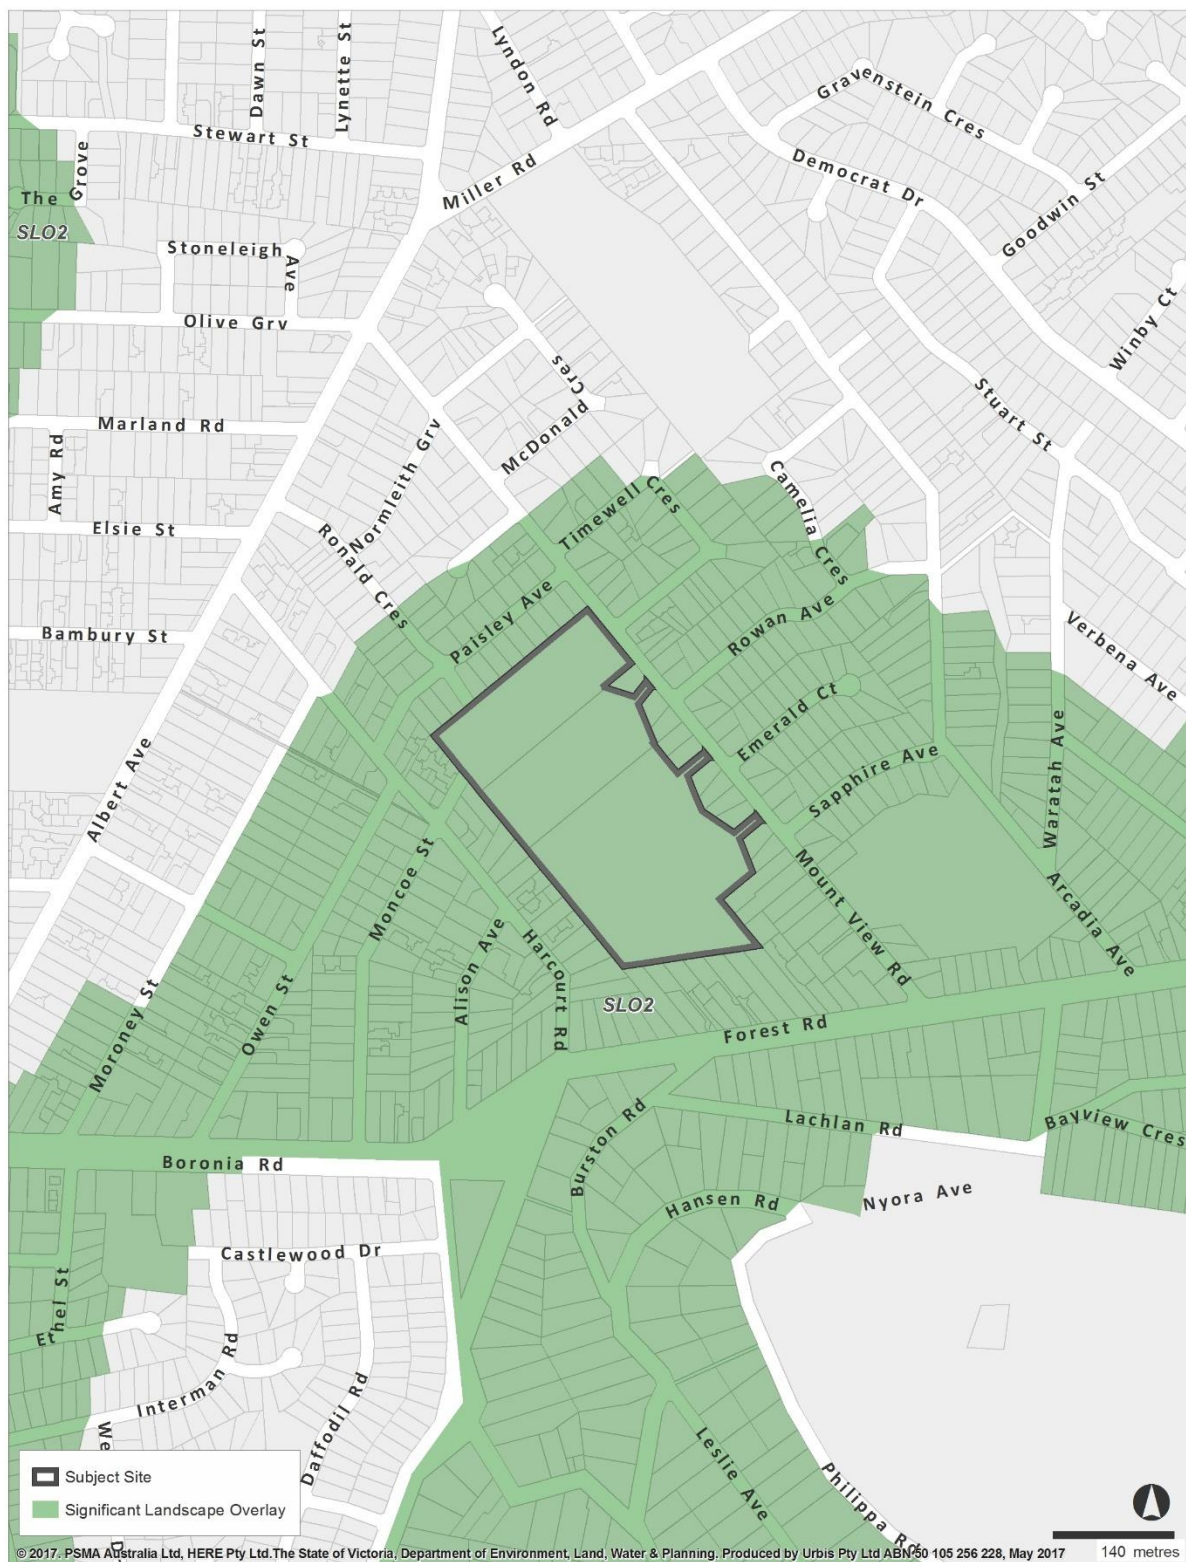 Dawn St
Lynette St
Lyndon Rd
Gravenstein Cres
Stewart St
Miller Rd
Democrat Dr
Goodwin St
The Grove
SLO2
Stoneleigh Ave
Olive Grv
Winby Ct
McDonald Cres
Stuart St
Marland Rd
Amy Rd
Normleith Grv
Elsie St
Ronald Cres
Timewell Cres
Camelia Cres
Paisley Ave
Rowan Ave
Bambury St
Verbena Ave
Emerald Ct
Sapphire Ave
Waratah Ave
Albert Ave
Moncoe St
Mount View Rd
Arcadia Ave
Alison Ave
Harcourt Rd
Owen St
Moroney St
SLO2
Forest Rd
Burston Rd
Lachlan Rd
Bayview Cres
Boronia Rd
Hansen Rd
Nyora Ave
Castlewood Dr
Ethel St
Interman Rd
Daffodil Rd
We
Leslie Ave
Philippa Rd
Subject Site
Significant Landscape Overlay
© 2017. PSMA Australia Ltd, HERE Pty Ltd.The State of Victoria, Department of Environment, Land, Water & Planning. Produced by Urbis Pty Ltd ABN 50 105 256 228, May 2017
140 metres